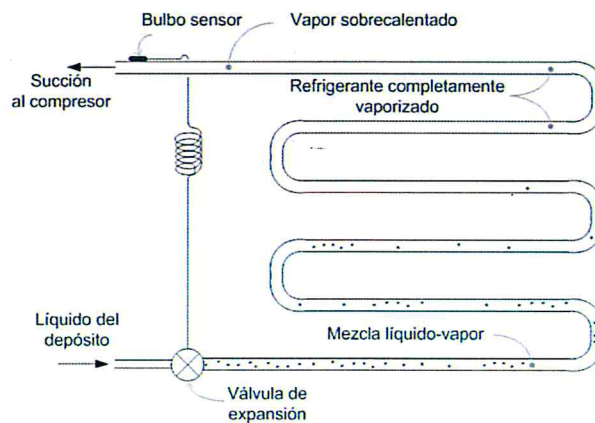 Bulbo sensor
Vapor sobrecalentado
Succión
al compresor
Refrigerante completamente
vaporizado
Líquido del
depósito
Mezcla líquido-vapor
Válvula de
expansión